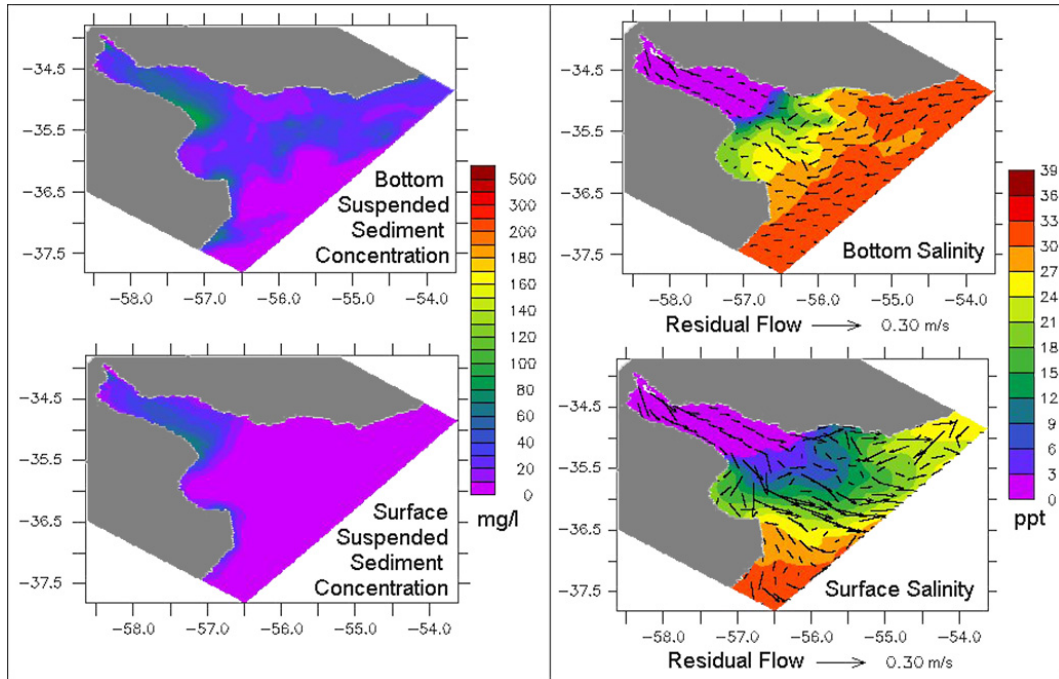 −34.5
−35.5
−36.5
−37.5
−58.0 −57.0 −56.0 −55.0 −54.0
Bottom
Suspended
Sediment
Concentration
500
300
200
180
160
140
120
100
80
60
40
20
0
mg/l
−34.5
−35.5
−36.5
−37.5
−58.0 −57.0 −56.0 −55.0 −54.0
Surface
Suspended
Sediment
Concentration
−34.5
−35.5
−36.5
−37.5
−58.0 −57.0 −56.0 −55.0 −54.0
Bottom Salinity
Residual Flow 0.30 m/s
39
36
33
30
27
24
21
18
15
12
9
6
3
0
ppt
−34.5
−35.5
−36.5
−37.5
−58.0 −57.0 −56.0 −55.0 −54.0
Surface Salinity
Residual Flow 0.30 m/s